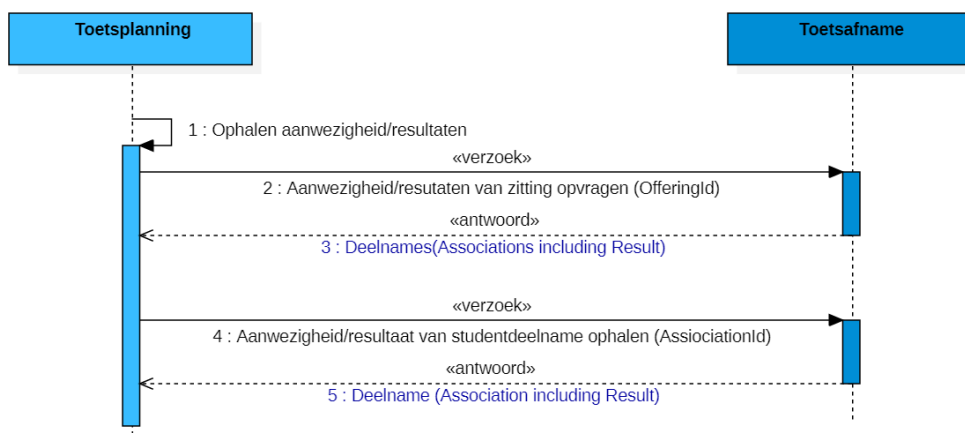 Toetsplanning
Toetsafname
1 : Ophalen aanwezigheid/resultaten
«verzoek»
2 : Aanwezigheid/resutaten van zitting opvragen (OfferingId)
«antwoord»
3 : Deelnames(Associations including Result)
«verzoek»
4 : Aanwezigheid/resultaat van studentdeelname ophalen (AssiociationId)
«antwoord»
5 : Deelname (Association including Result)